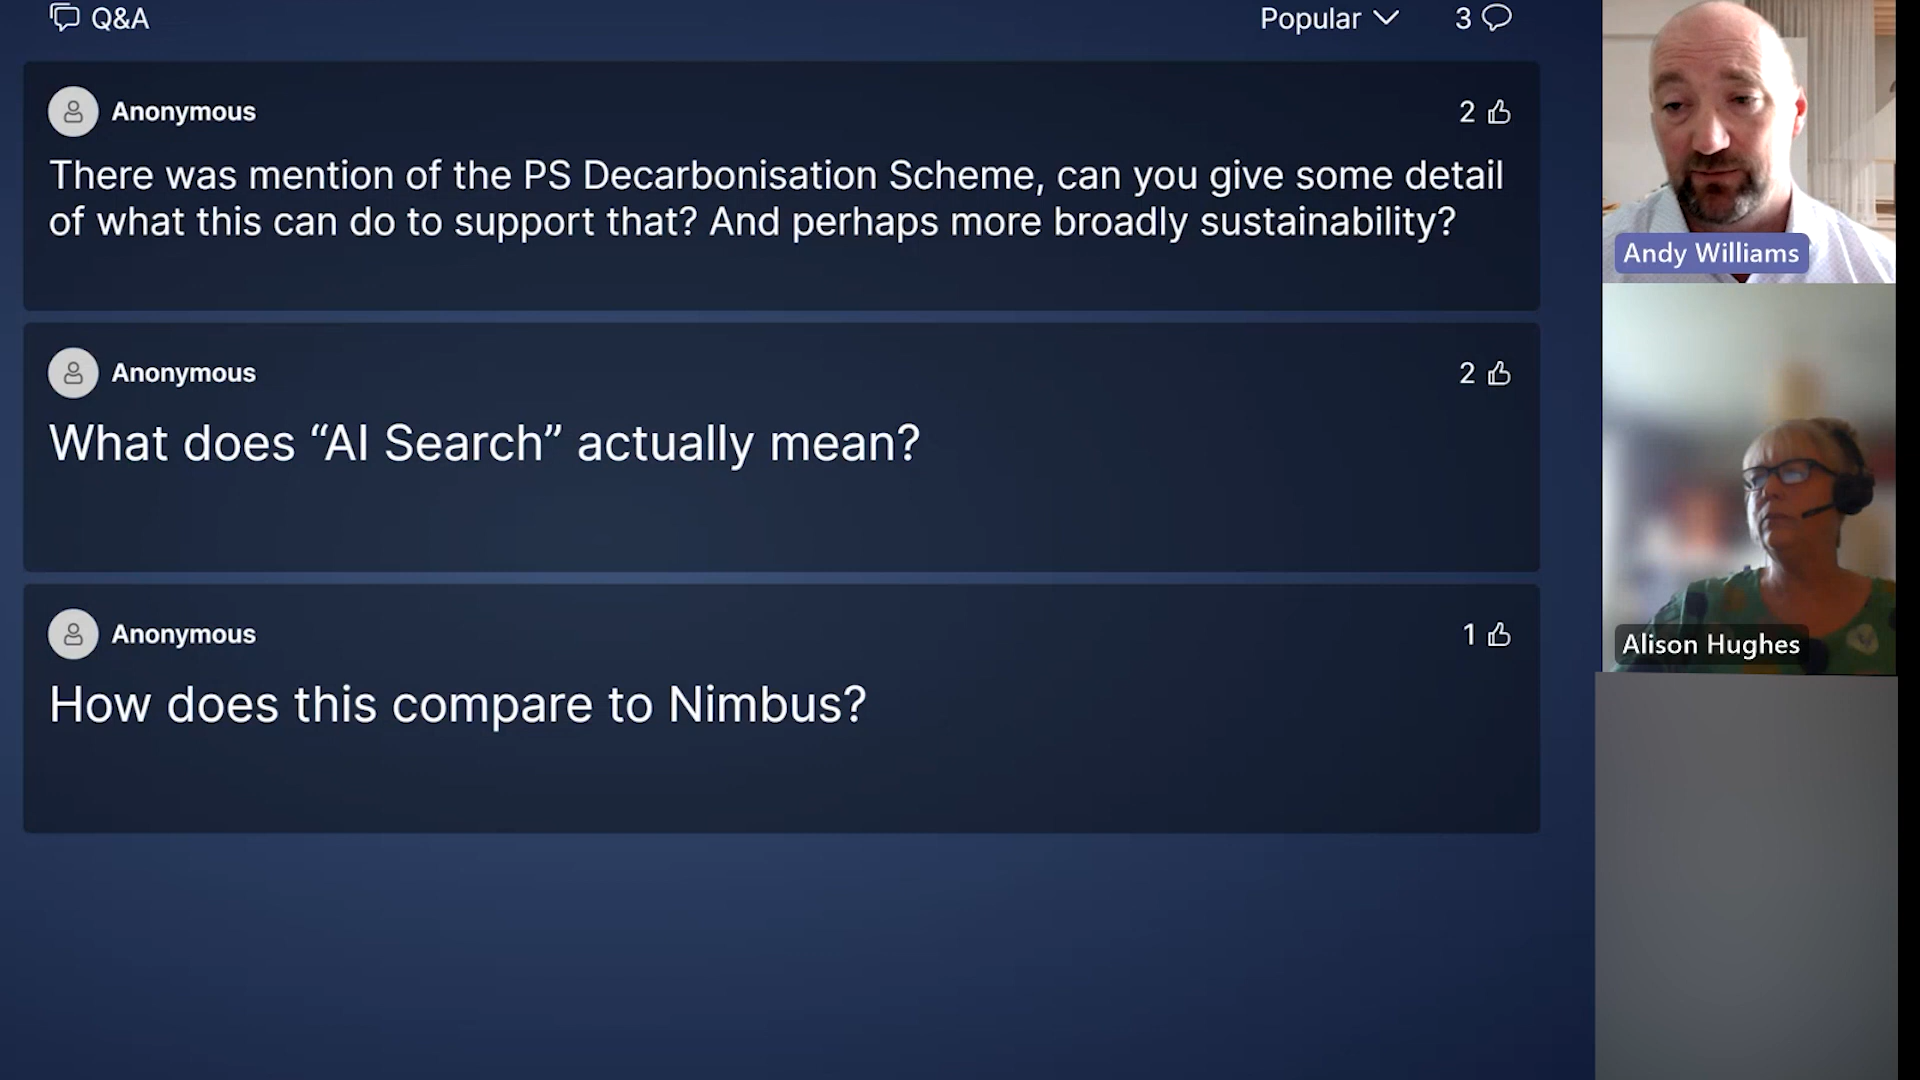 Q&A
Popular
3
Anonymous
2
There was mention of the PS Decarbonisation Scheme, can you give some detail
of what this can do to support that? And perhaps more broadly sustainability?
Anonymous
2
What does “AI Search” actually mean?
Anonymous
1
How does this compare to Nimbus?
Andy Williams
Alison Hughes